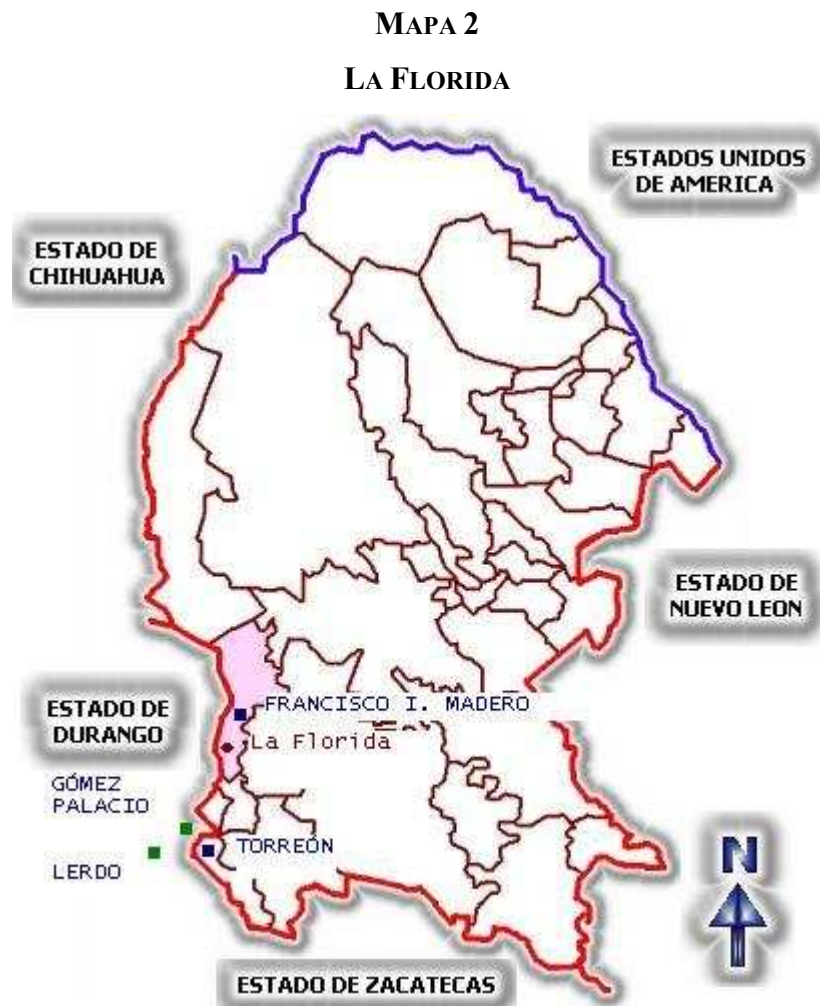 MAPA 2
LA FLORIDA
ESTADOS UNIDOS
DE AMERICA
ESTADO DE
CHIHUAHUA
ESTADO DE
NUEVO LEON
ESTADO DE
DURANGO
FRANCISCO I. MADERO
La Florida
GÓMEZ
PALACIO
TORREÓN
LERDO
N
ESTADO DE ZACATECAS